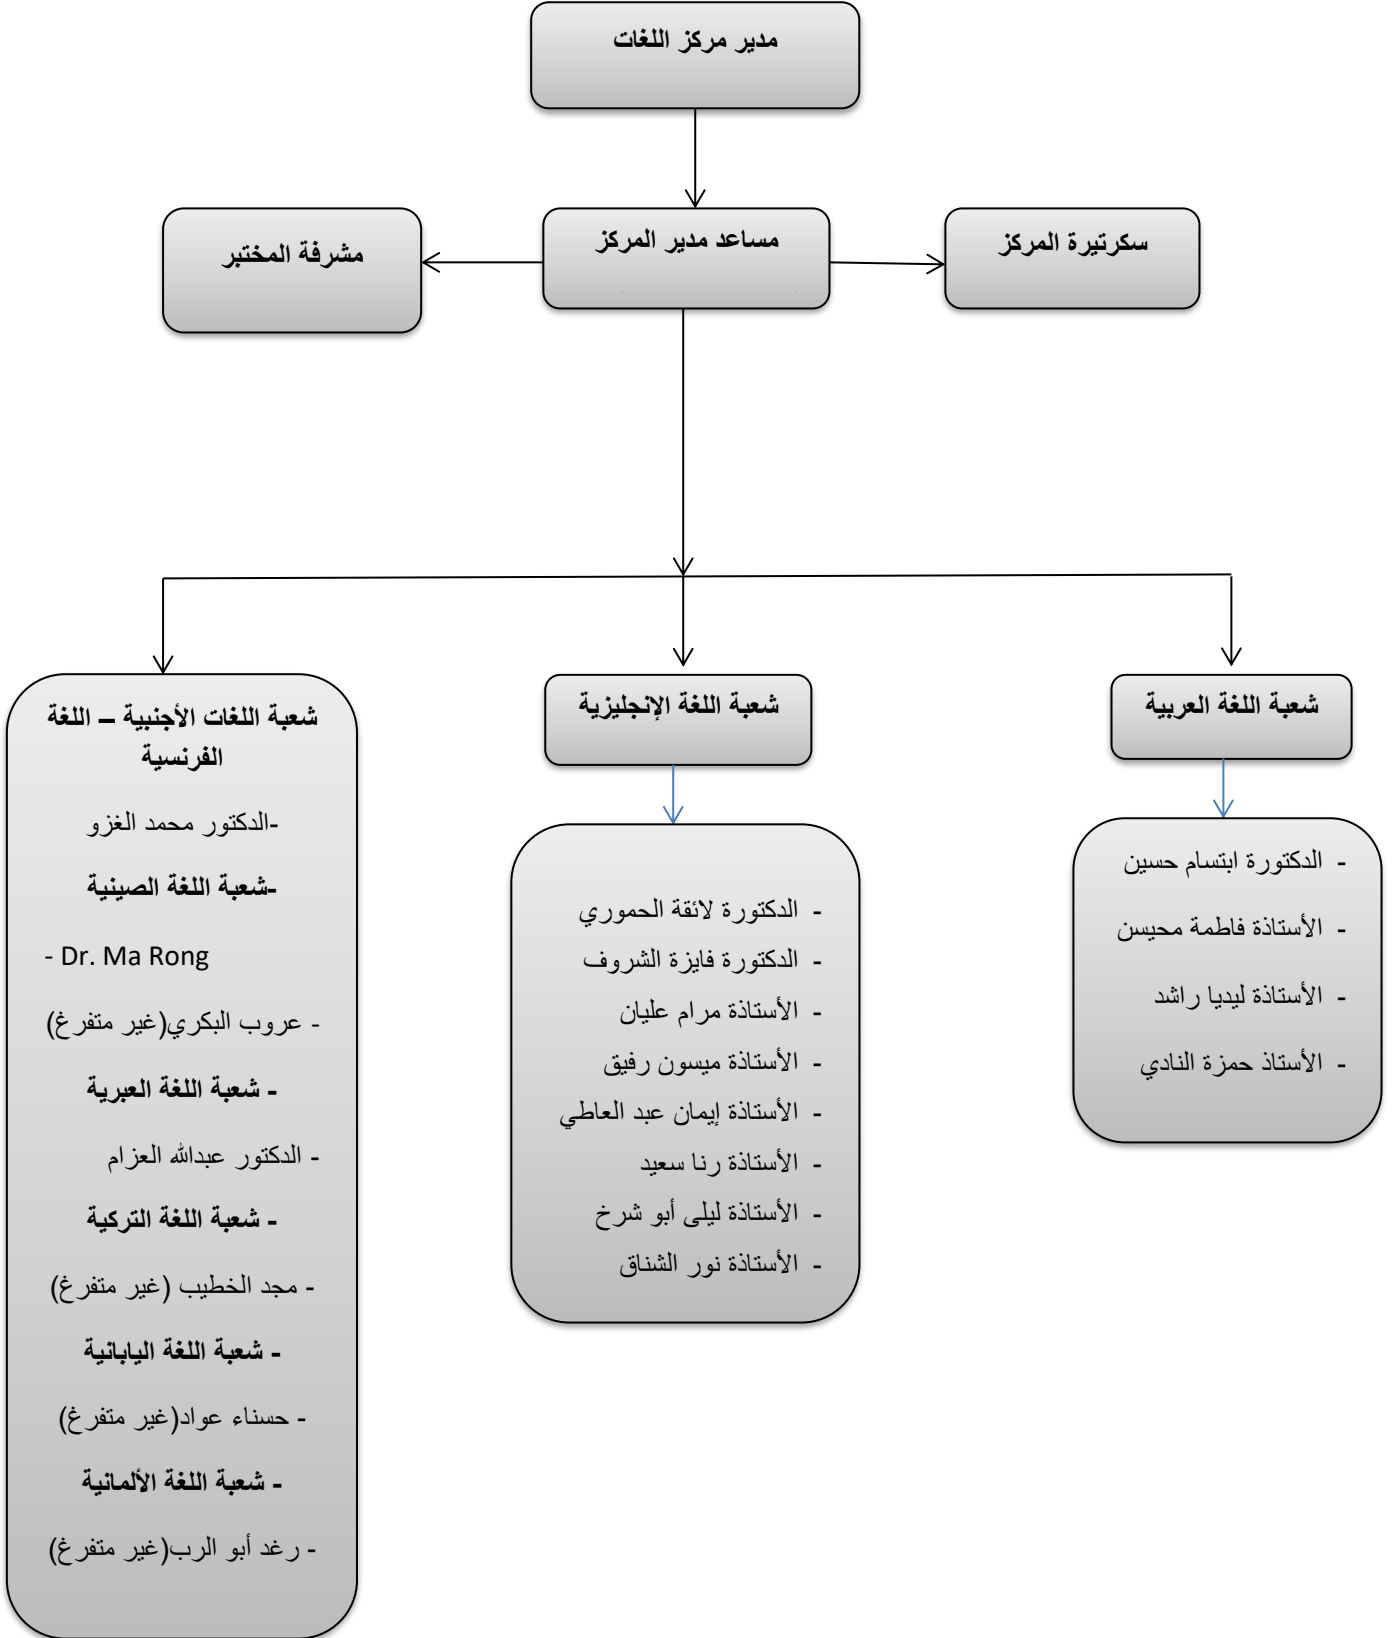 مدير مركز اللغات
سكرتيرة المركز
مساعد مدير المركز
مشرفة المختبر
شعبة اللغة العربية
- الدكتورة ابتسام حسين
- الأستاذة فاطمة محيسن
- الأستاذة ليديا راشد
- الأستاذ حمزة النادي
شعبة اللغة الإنجليزية
- الدكتورة لائقة الحموري
- الدكتورة فايزة الشروف
- الأستاذة مرام عليان
- الأستاذة ميسون رفيق
- الأستاذة إيمان عبد العاطي
- الأستاذة رنا سعيد
- الأستاذة ليلى أبو شرخ
- الأستاذة نور الشناق
شعبة اللغات الأجنبية – اللغة
الفرنسية
-الدكتور محمد الغزو
-شعبة اللغة الصينية
- Dr. Ma Rong
- عروب البكري(غير متفرغ)
- شعبة اللغة العبرية
- الدكتور عبدالله العزام
- شعبة اللغة التركية
- مجد الخطيب (غير متفرغ)
- شعبة اللغة اليابانية
- حسناء عواد(غير متفرغ)
- شعبة اللغة الألمانية
- رغد أبو الرب(غير متفرغ)